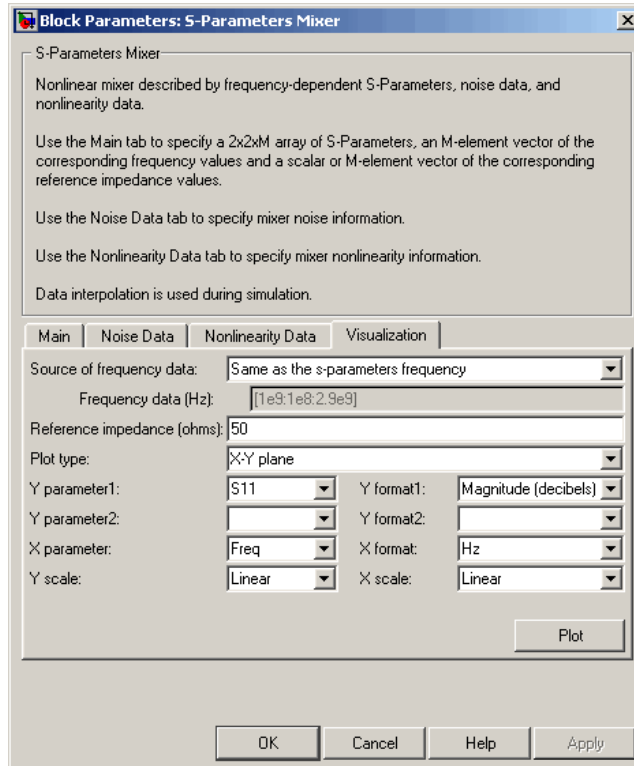 Block Parameters: S-Parameters Mixer
S-Parameters Mixer
Nonlinear mixer described by frequency-dependent S-Parameters, noise data, and
nonlinearity data.
Use the Main tab to specify a 2x2xM array of S-Parameters, an M-element vector of the
corresponding frequency values and a scalar or M-element vector of the corresponding
reference impedance values.
Use the Noise Data tab to specify mixer noise information.
Use the Nonlinearity Data tab to specify mixer nonlinearity information.
Data interpolation is used during simulation.
Main Noise Data Nonlinearity Data Visualization
Source of frequency data: Same as the s-parameters frequency
Frequency data (Hz): [1e9:1e8:2.9e9]
Reference impedance (ohms): 50
Plot type: X-Y plane
Y parameter1: S11 Y format1: Magnitude (decibels)
Y parameter2: Y format2:
X parameter: Freq X format: Hz
Y scale: Linear X scale: Linear
Plot
OK Cancel Help Apply